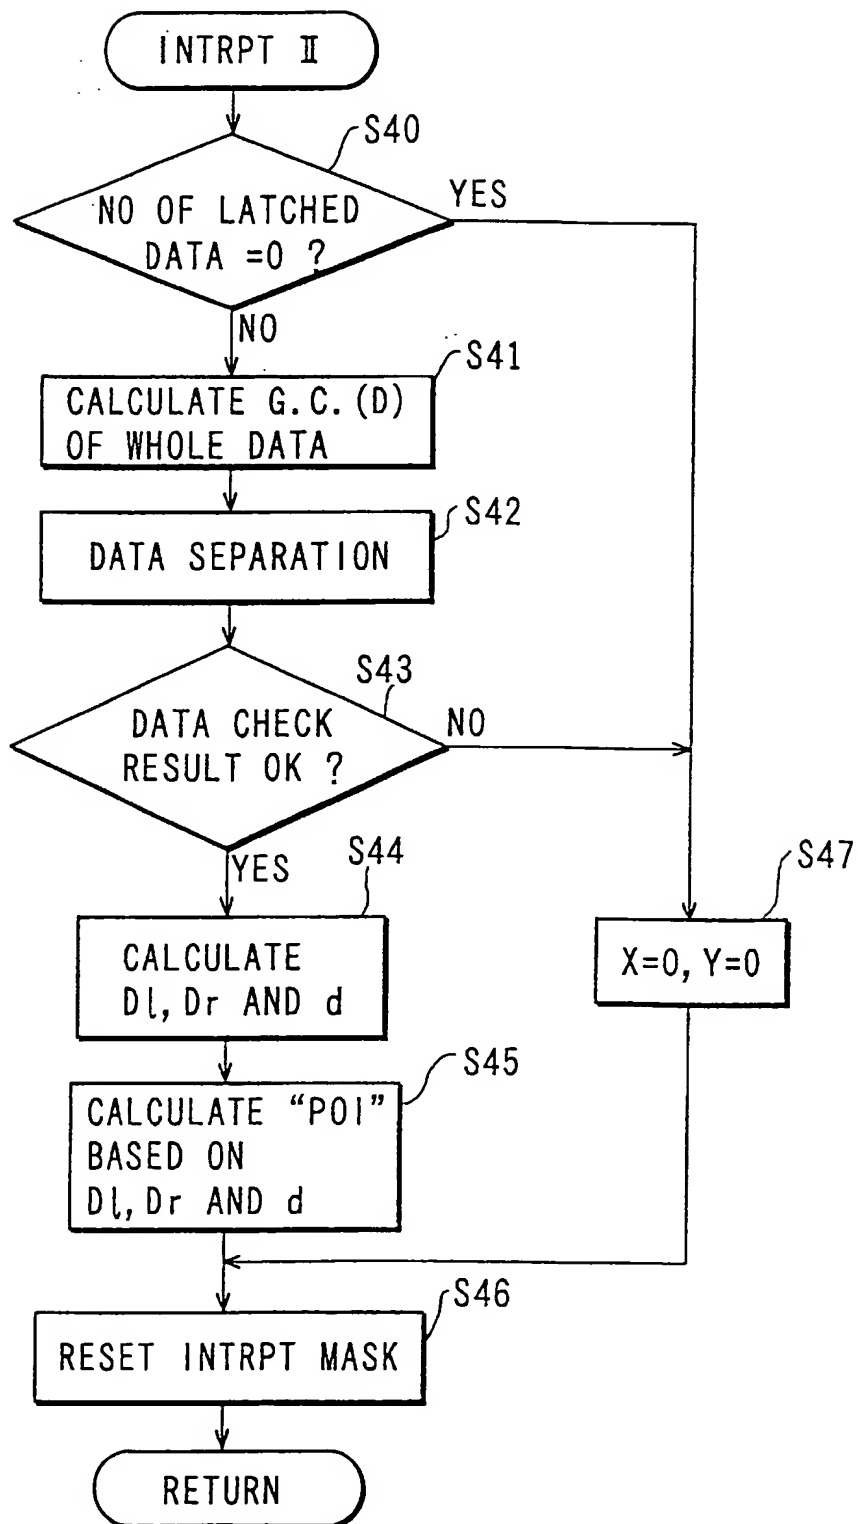 INTRPT II
S40
NO OF LATCHED
DATA =0 ?
YES
NO
S41
CALCULATE G.C.(D)
OF WHOLE DATA
S42
DATA SEPARATION
S43
DATA CHECK
RESULT OK ?
NO
YES
S44
CALCULATE
Dl, Dr AND d
S47
X=0, Y=0
S45
CALCULATE “POI”
BASED ON
Dl, Dr AND d
S46
RESET INTRPT MASK
RETURN